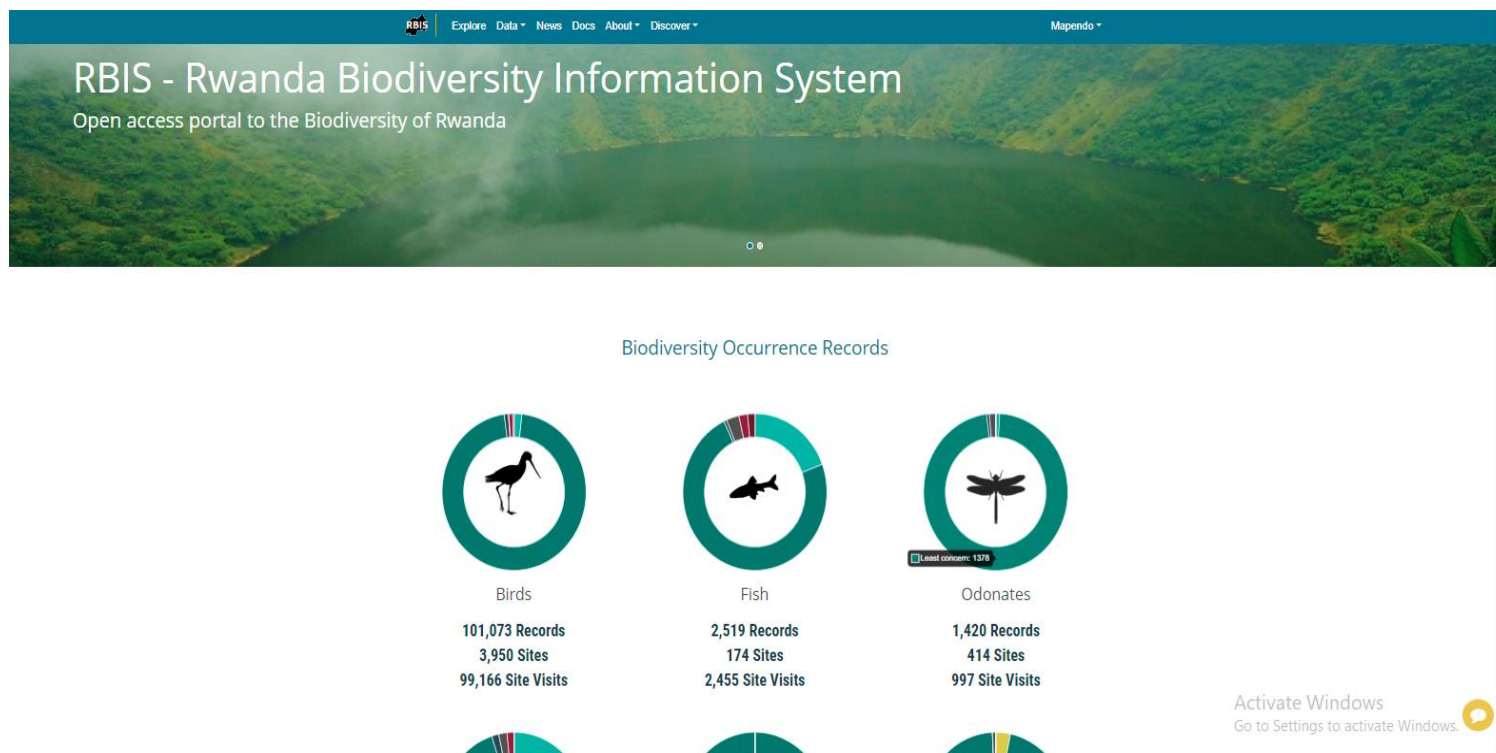 RBIS Explore Data News Docs About Discover Mapendo
RBIS - Rwanda Biodiversity Information System
Open access portal to the Biodiversity of Rwanda
Biodiversity Occurrence Records
Least concern: 1378
Birds Fish Odonates
101,073 Records 2,519 Records 1,420 Records
3,950 Sites 174 Sites 414 Sites
99,166 Site Visits 2,455 Site Visits 997 Site Visits
Activate Windows
Go to Settings to activate Windows.